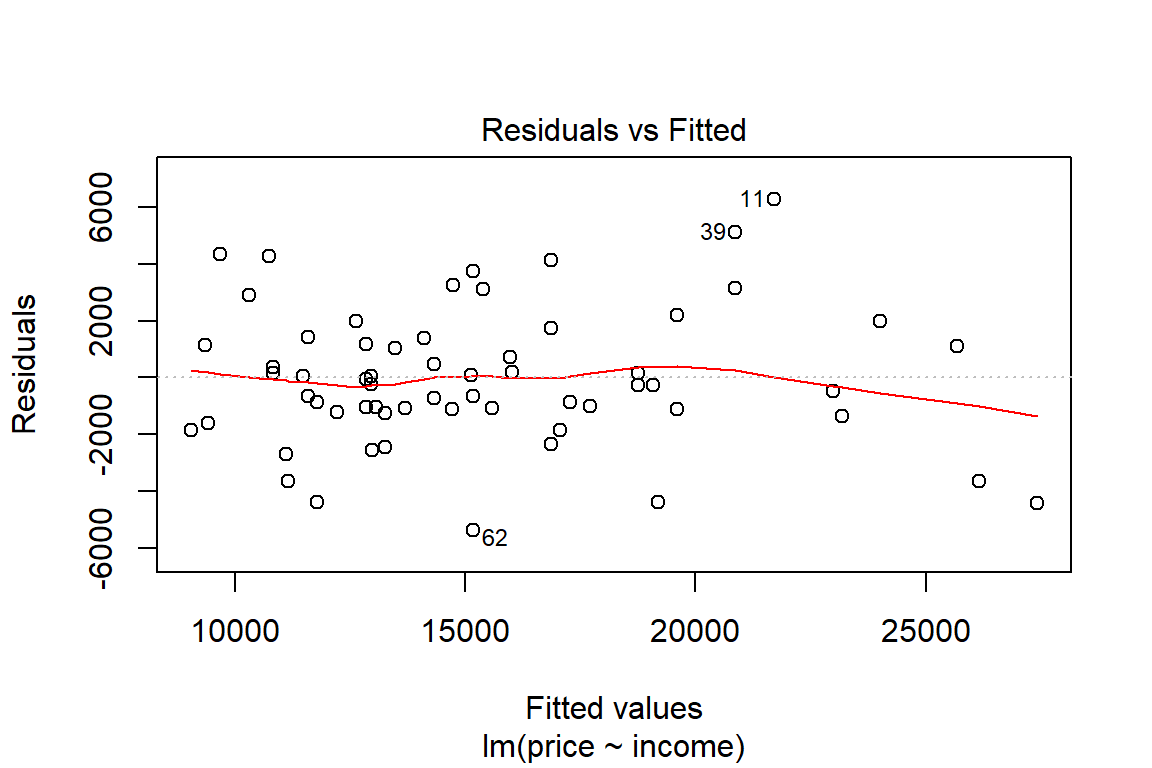 Residuals vs Fitted
Residuals
6000
2000
-2000
-6000
11
39
62
10000 15000 20000 25000
Fitted values
lm(price ~ income)